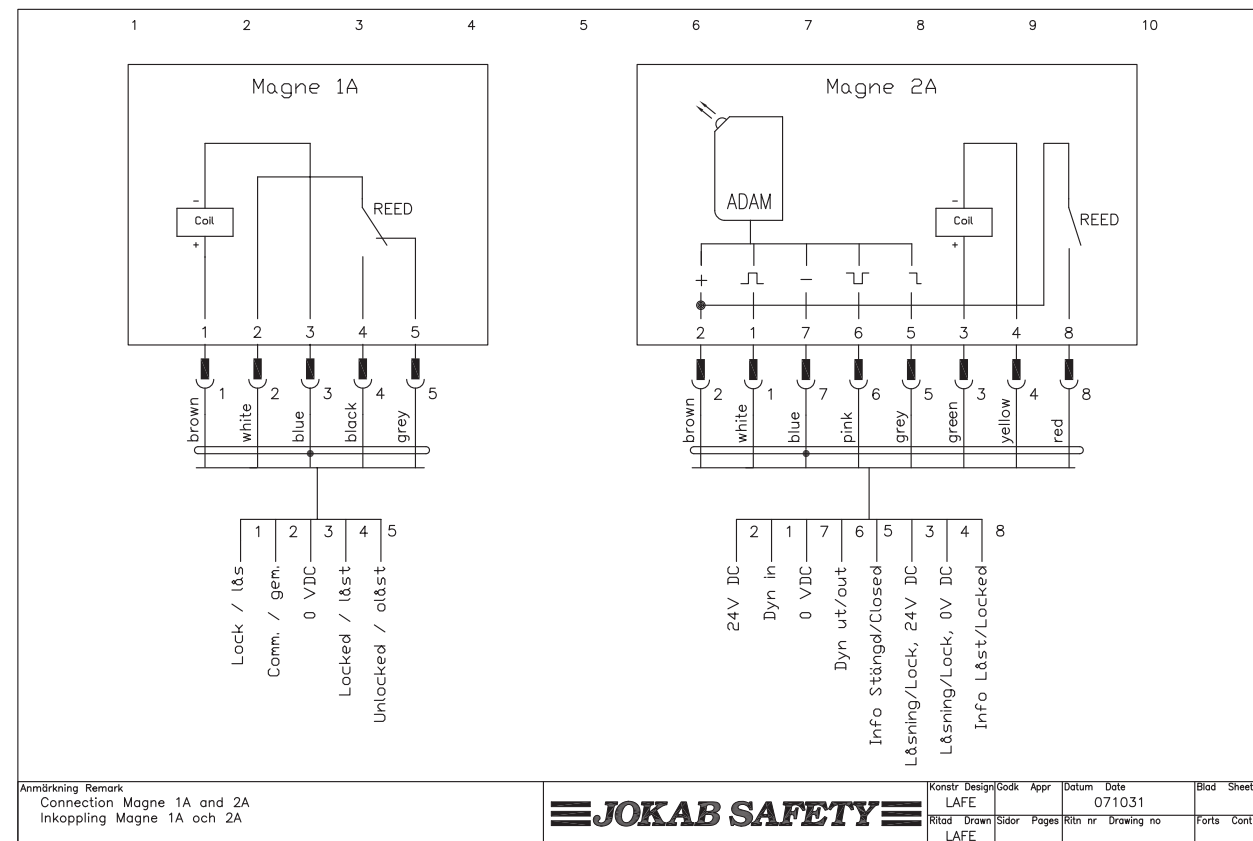 1 2 3 4 5 6 7 8 9 10
Magne 1A
Coil
-
+
REED
1 2 3 4 5
1 2 3 4 5
brown
white
blue
black
grey
1 2 3 4 5
Lock / lås
Comm. / gem.
0 VDC
Locked / låst
Unlocked / olåst
Magne 2A
ADAM
+ -
-
Coil
+
REED
2 1 7 6 5 3 4 8
2 1 7 6 5 3 4 8
brown
white
blue
pink
grey
green
yellow
red
2 1 7 6 5 3 4 8
24V DC
Dyn in
0 VDC
Dyn ut/out
Info Stängd/Closed
Låsning/Lock, 24V DC
Låsning/Lock, 0V DC
Info Låst/Locked
Anmärkning Remark
Connection Magne 1A and 2A
Inkoppling Magne 1A och 2A
JOKAB SAFETY
Konstr Design Godk Appr Datum Date Blad Sheet
LAFE 071031
Ritad Drawn Sidor Pages Ritn nr Drawing no Forts Cont
LAFE